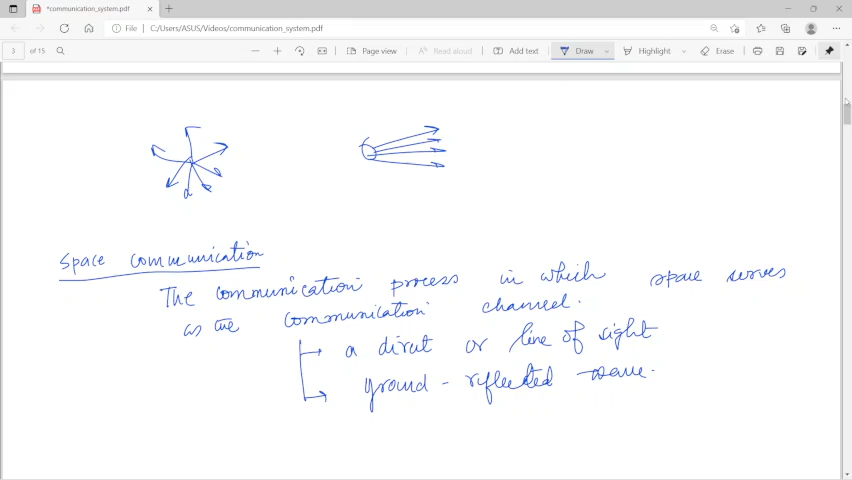 *communication_system.pdf
File C:/Users/ASUS/Videos/communication_system.pdf
3 of 15 Page view Read aloud Add text Draw Highlight Erase
Space communication
The communication process in which space serves
as the communication channel.
a direct or line of sight
ground - reflected wave.